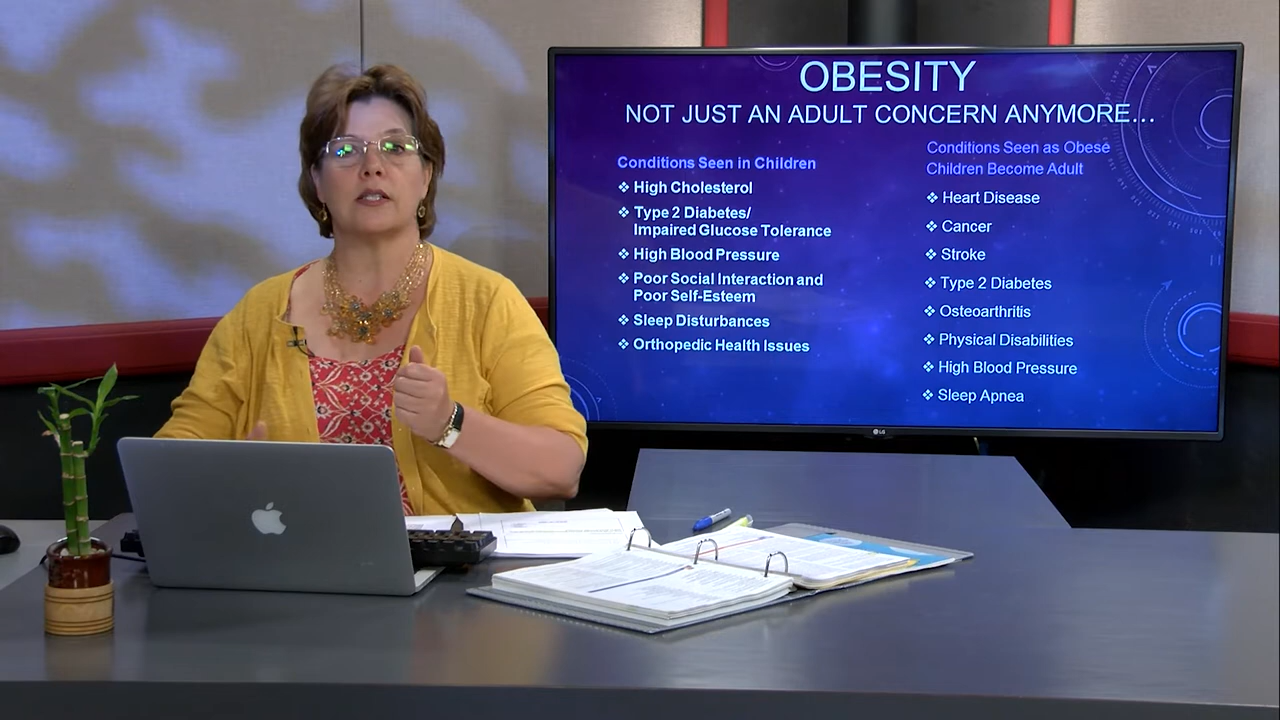 OBESITY
NOT JUST AN ADULT CONCERN ANYMORE…
Conditions Seen in Children
❖ High Cholesterol
❖ Type 2 Diabetes/
Impaired Glucose Tolerance
❖ High Blood Pressure
❖ Poor Social Interaction and
Poor Self-Esteem
❖ Sleep Disturbances
❖ Orthopedic Health Issues
Conditions Seen as Obese
Children Become Adult
❖ Heart Disease
❖ Cancer
❖ Stroke
❖ Type 2 Diabetes
❖ Osteoarthritis
❖ Physical Disabilities
❖ High Blood Pressure
❖ Sleep Apnea
LG